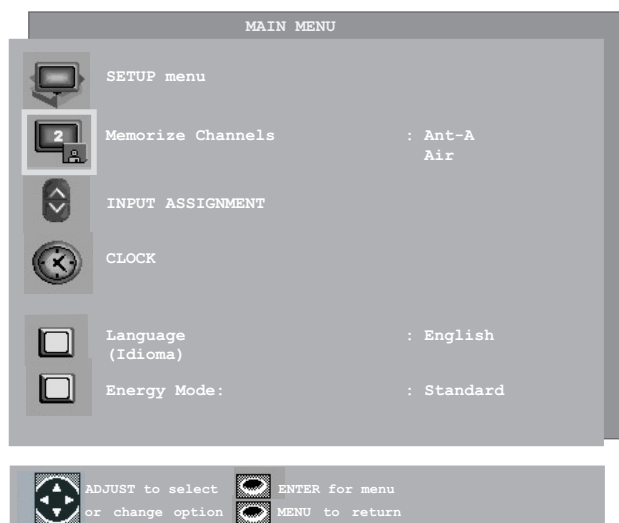 MAIN MENU
SETUP menu
2
Memorize Channels : Ant-A
Air
INPUT ASSIGNMENT
CLOCK
Language : English
(Idioma)
Energy Mode: : Standard
ADJUST to select ENTER for menu
or change option MENU to return